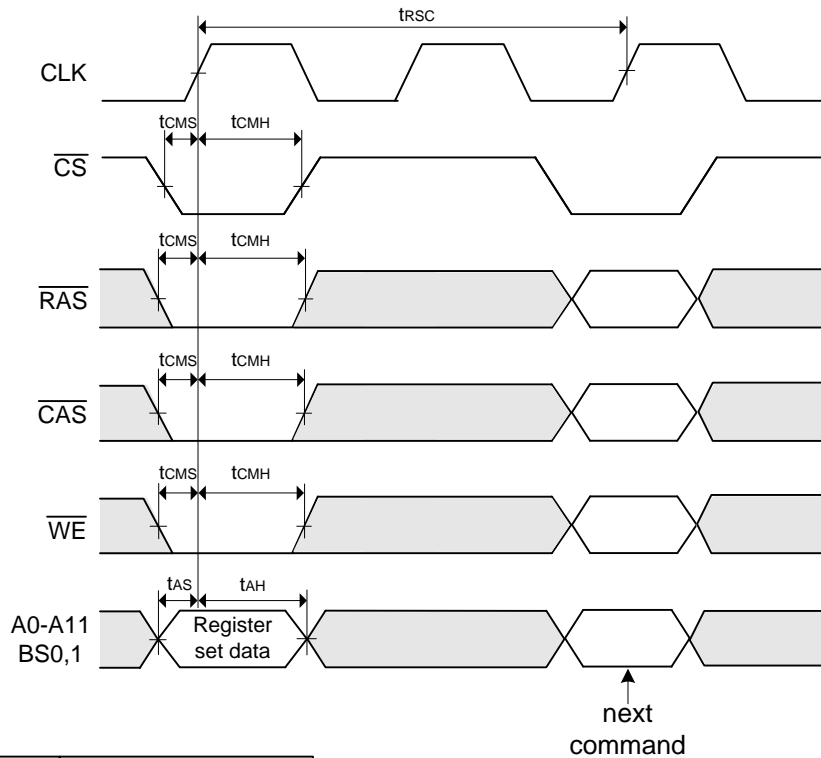 tRSC
CLK
tCMS tCMH
CS
tCMS tCMH
RAS
tCMS tCMH
CAS
tCMS tCMH
WE
tAS tAH
A0-A11
BS0,1
Register
set data
next
command